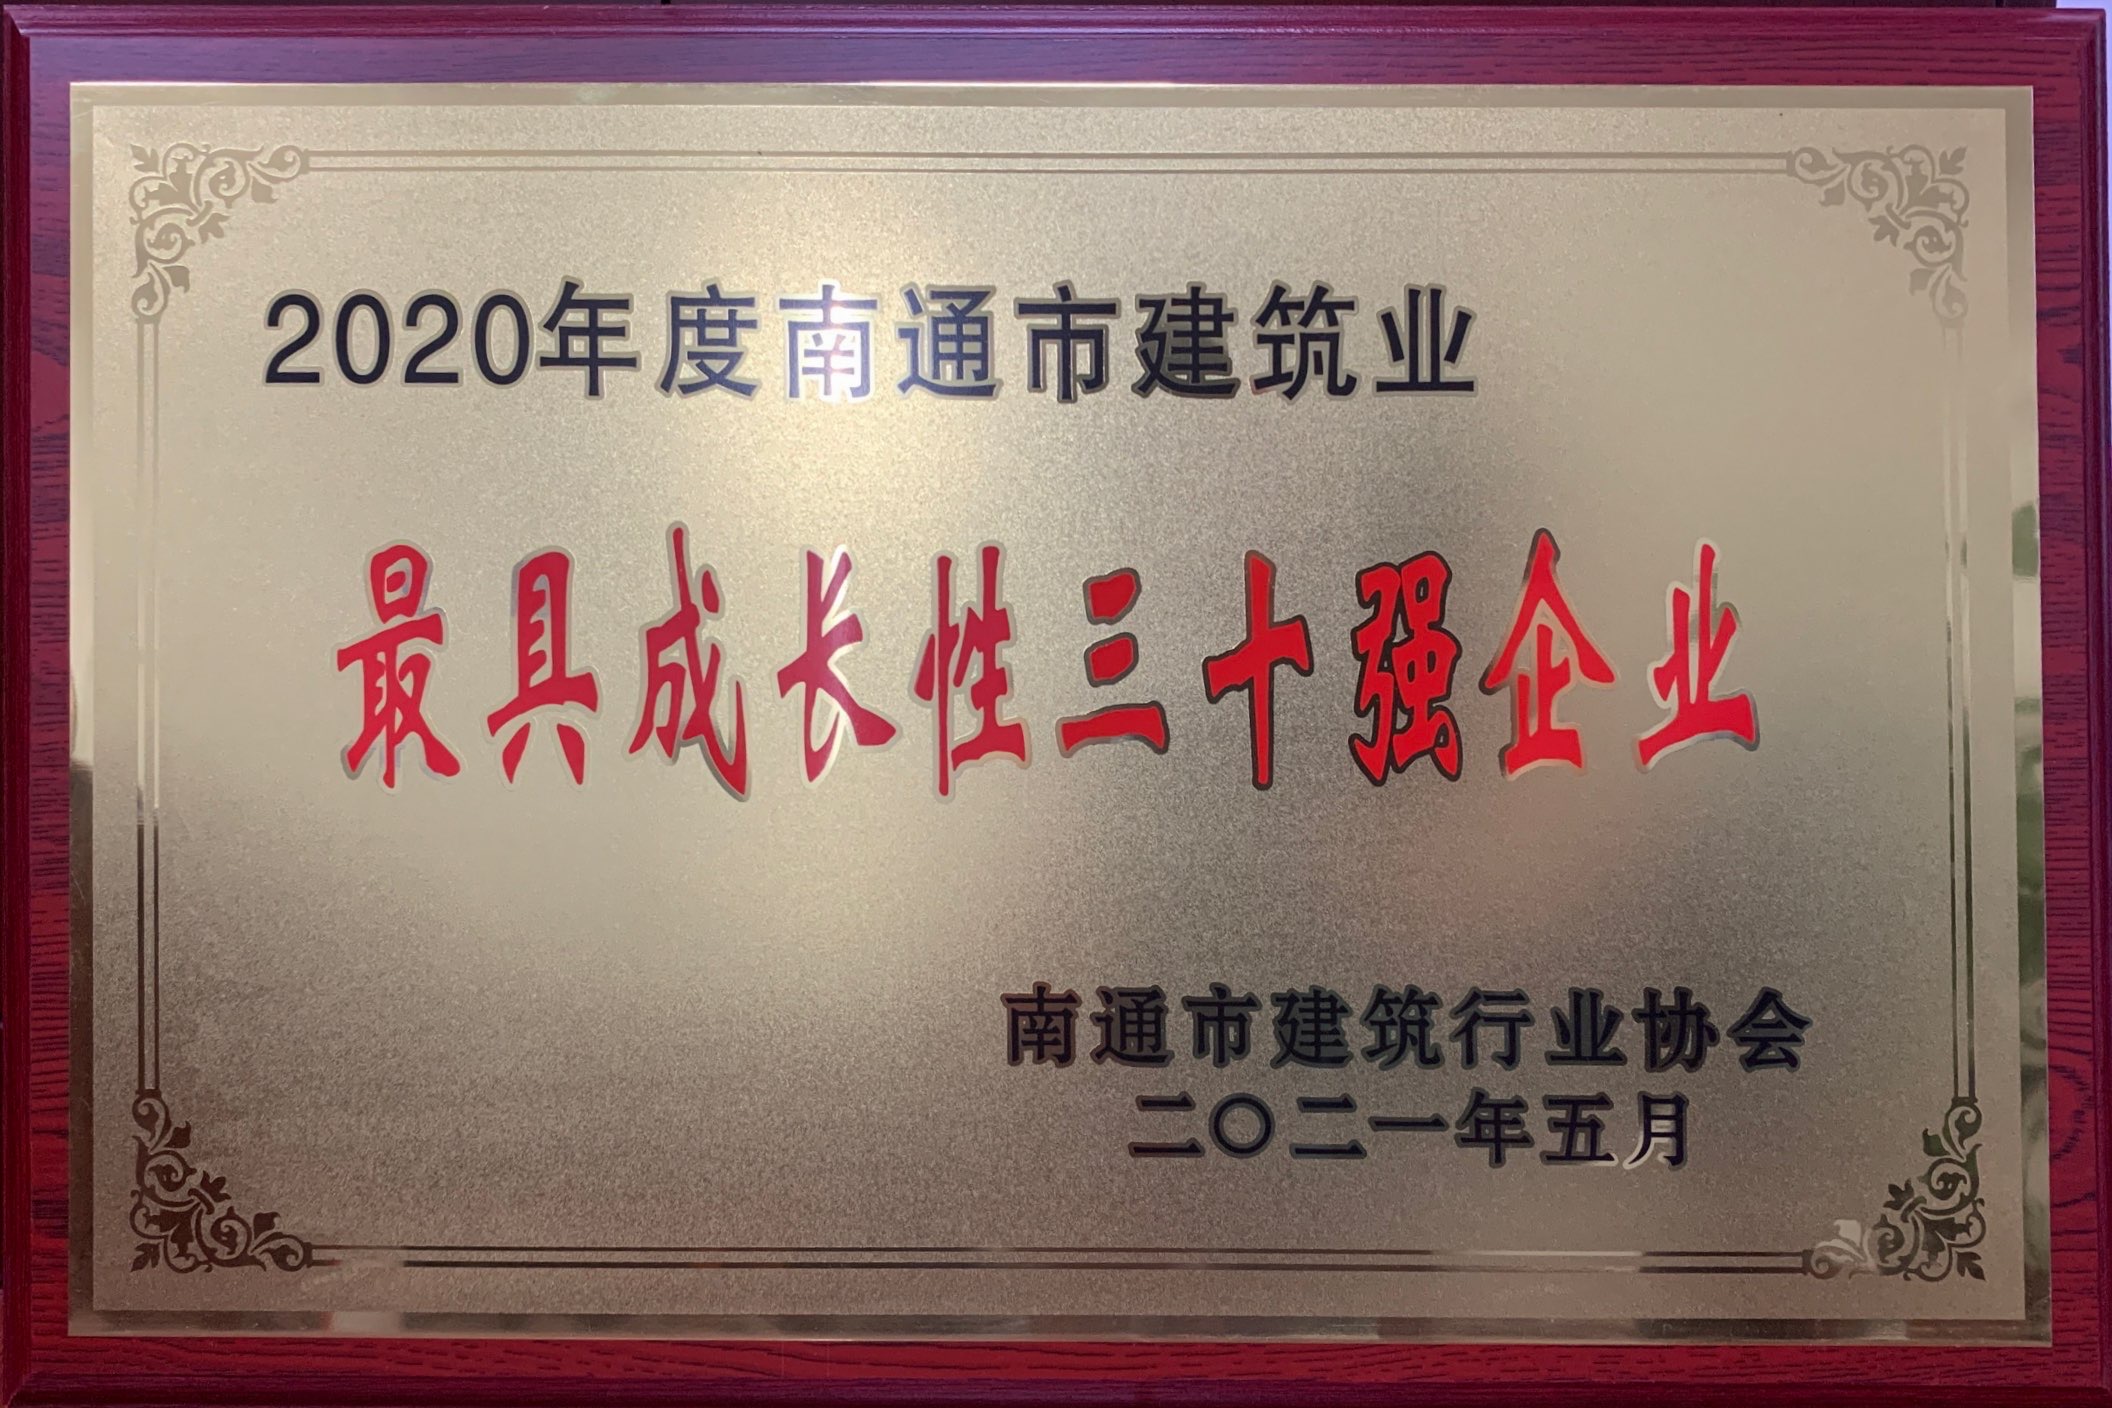 2020年度南通市建筑业
最具成长性三十强企业
南通市建筑行业协会
二〇二一年五月